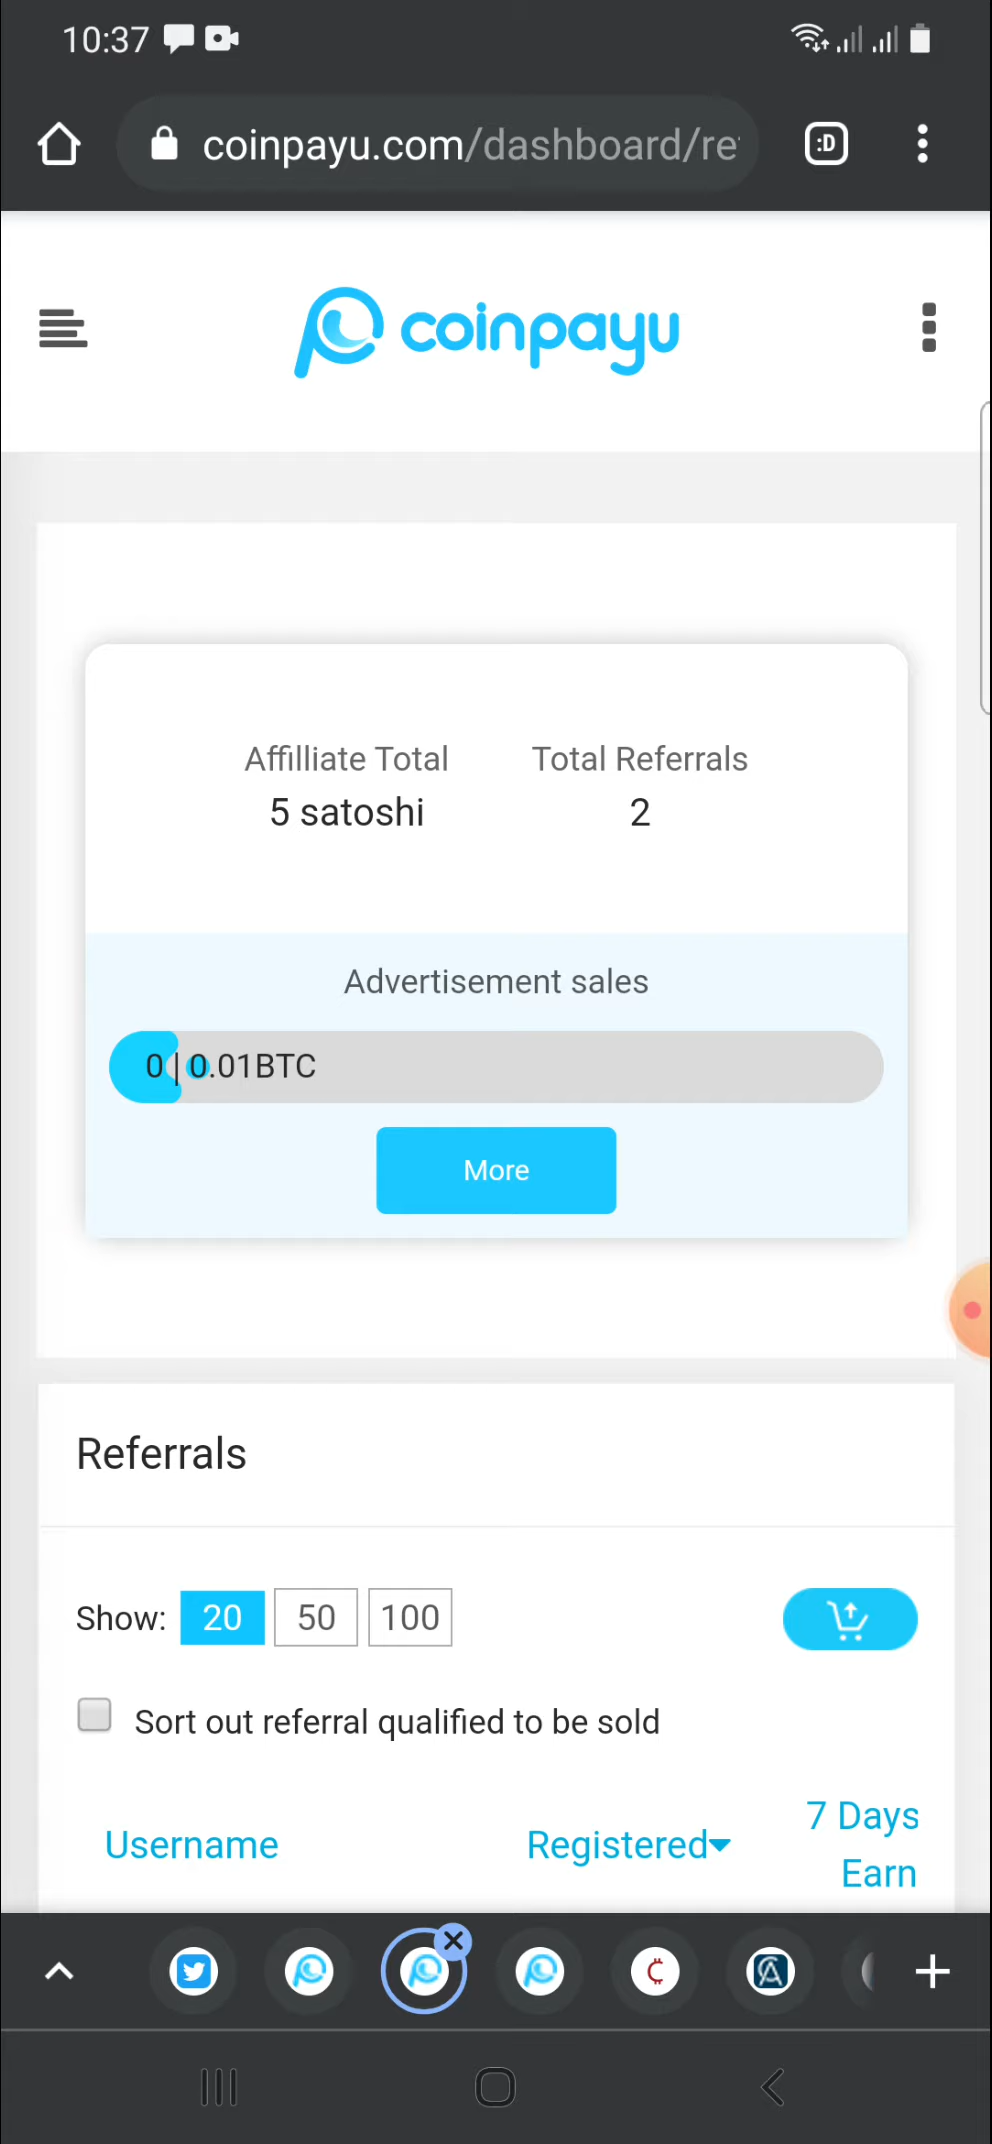 10:37
coinpayu.com/dashboard/re
:D
coinpayu
Affilliate Total
Total Referrals
5 satoshi
2
Advertisement sales
0 | 0.01BTC
More
Referrals
Show: 20 50 100
Sort out referral qualified to be sold
Username
Registered
7 Days
Earn